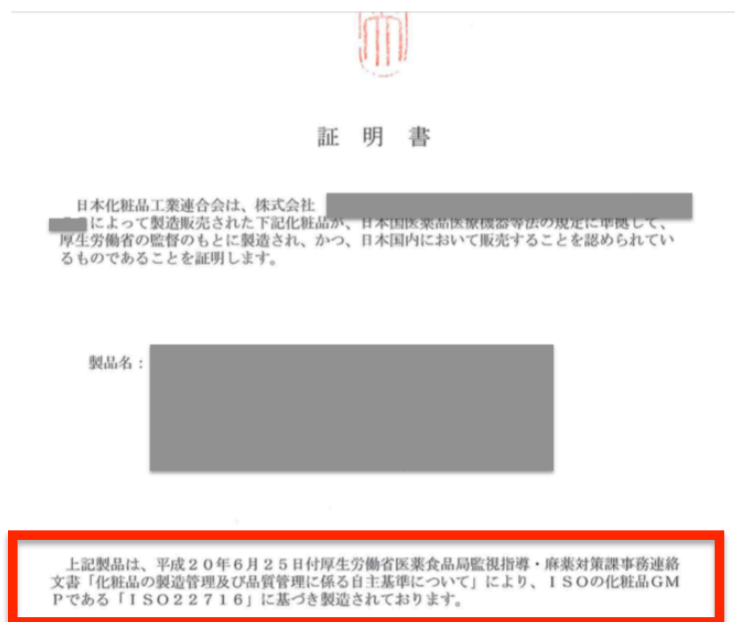 証明書
日本化粧品工業連合会は、株式会社
によって製造販売された下記化粧品が、日本国医薬品医療機器等法の規定に準拠して、
厚生労働省の監督のもとに製造され、かつ、日本国内において販売することを認められてい
るものであることを証明します。
製品名：
上記製品は、平成２０年６月２５日付厚生労働省医薬食品局監視指導・麻薬対策課事務連絡
文書「化粧品の製造管理及び品質管理に係る自主基準について」により、ＩＳＯの化粧品ＧＭ
Ｐである「ＩＳＯ２２７１６」に基づき製造されております。